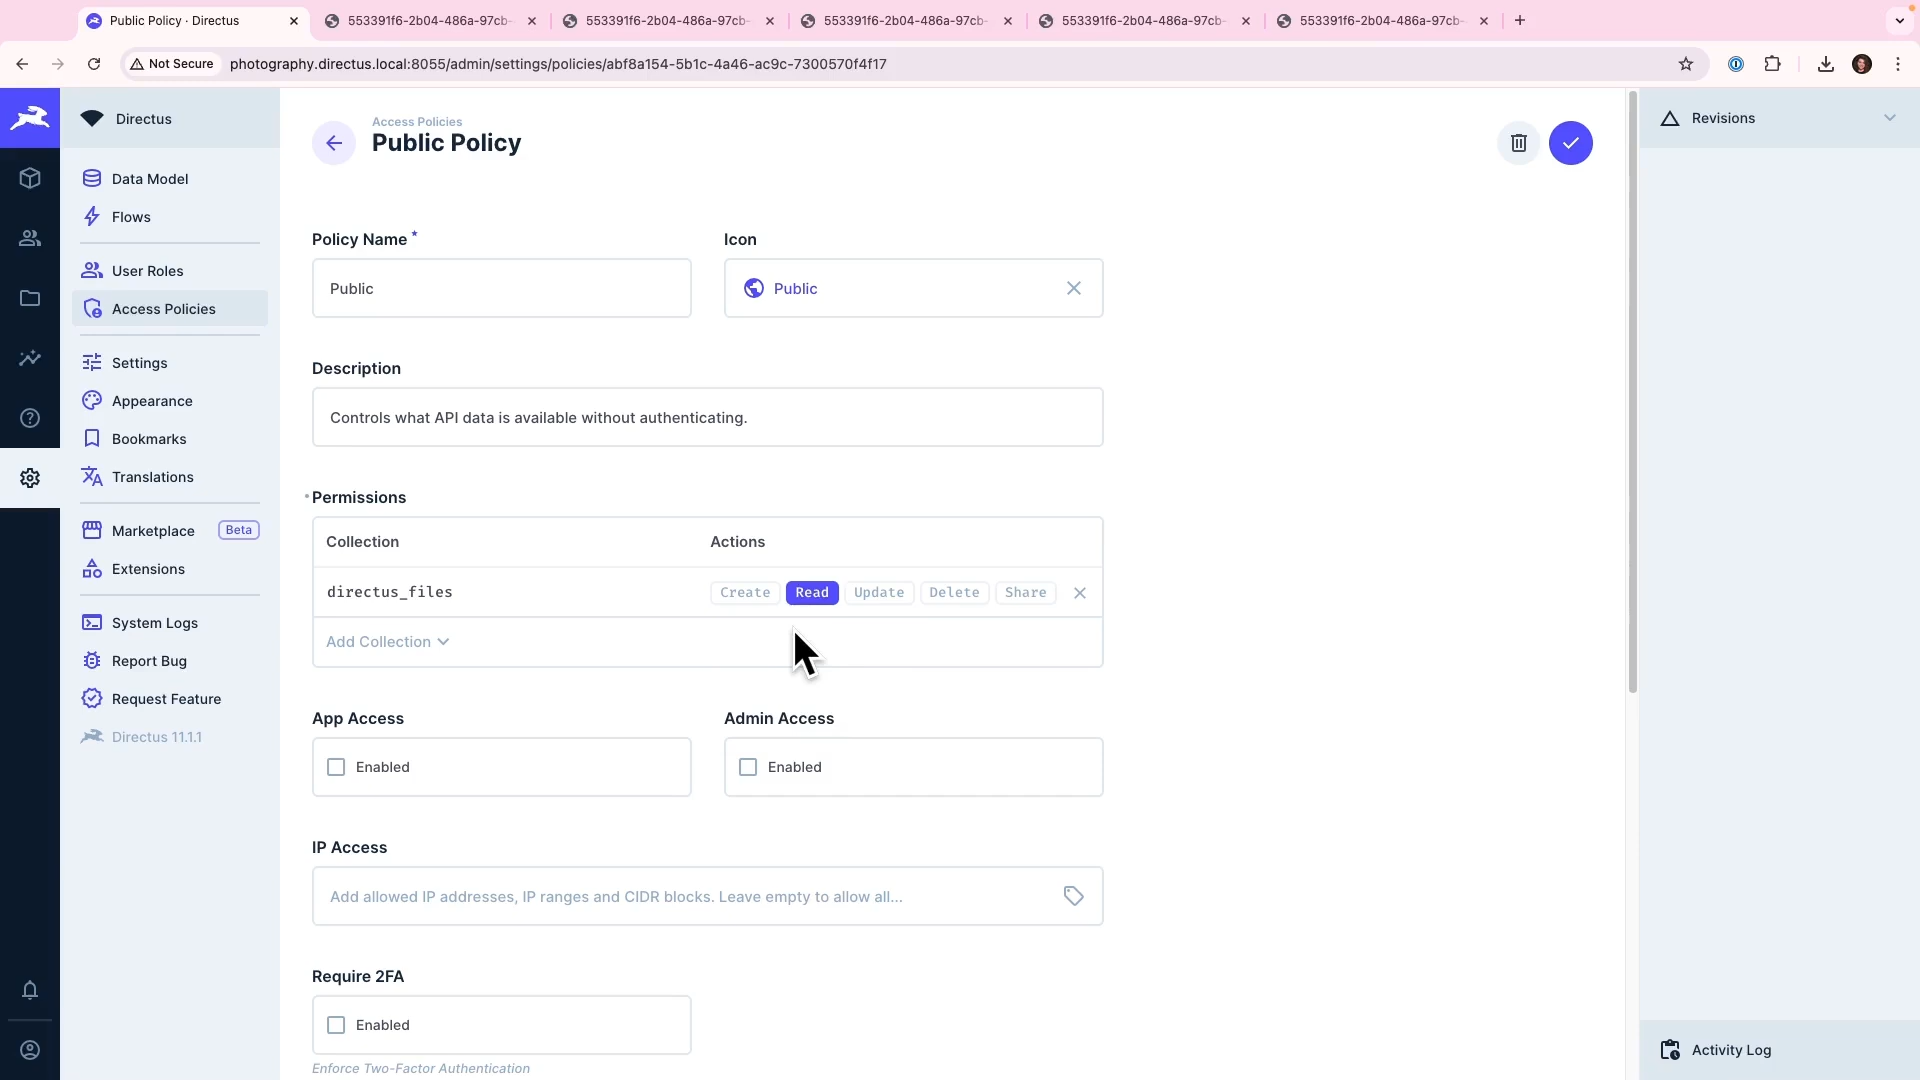 Public Policy · Directus
553391f6-2b04-486a-97cb-
553391f6-2b04-486a-97cb-
553391f6-2b04-486a-97cb-
553391f6-2b04-486a-97cb-
553391f6-2b04-486a-97cb-
Not Secure
photography.directus.local:8055/admin/settings/policies/abf8a154-5b1c-4a46-ac9c-7300570f4f17
Directus
Data Model
Flows
User Roles
Access Policies
Settings
Appearance
Bookmarks
Translations
Marketplace Beta
Extensions
System Logs
Report Bug
Request Feature
Directus 11.1.1
Access Policies
Public Policy
Policy Name *
Icon
Public
Public
Description
Controls what API data is available without authenticating.
Permissions
Collection Actions
directus_files Create Read Update Delete Share
Add Collection
App Access
Admin Access
Enabled
Enabled
IP Access
Add allowed IP addresses, IP ranges and CIDR blocks. Leave empty to allow all...
Require 2FA
Enabled
Enforce Two-Factor Authentication
Revisions
Activity Log